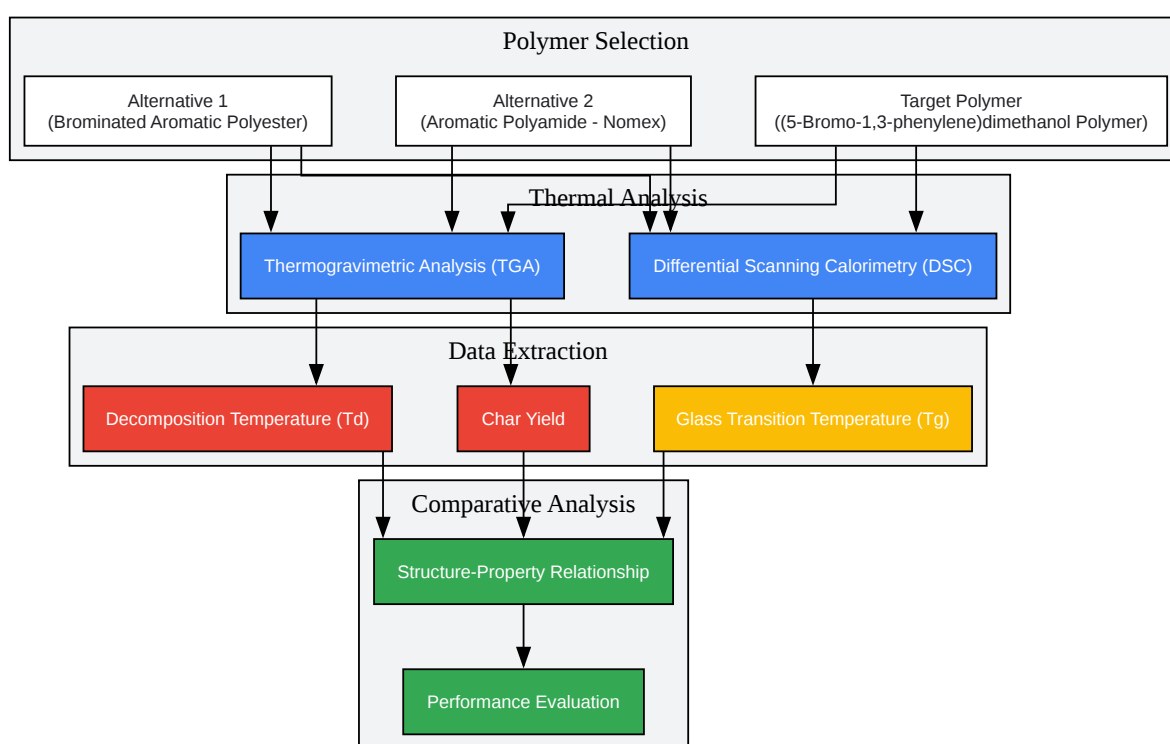 Polymer Selection
Alternative 1
(Brominated Aromatic Polyester)
Alternative 2
(Aromatic Polyamide - Nomex)
Target Polymer
((5-Bromo-1,3-phenylene)dimethanol Polymer)
Thermal Analysis
Thermogravimetric Analysis (TGA)
Differential Scanning Calorimetry (DSC)
Data Extraction
Decomposition Temperature (Td)
Char Yield
Glass Transition Temperature (Tg)
Comparative Analysis
Structure-Property Relationship
Performance Evaluation